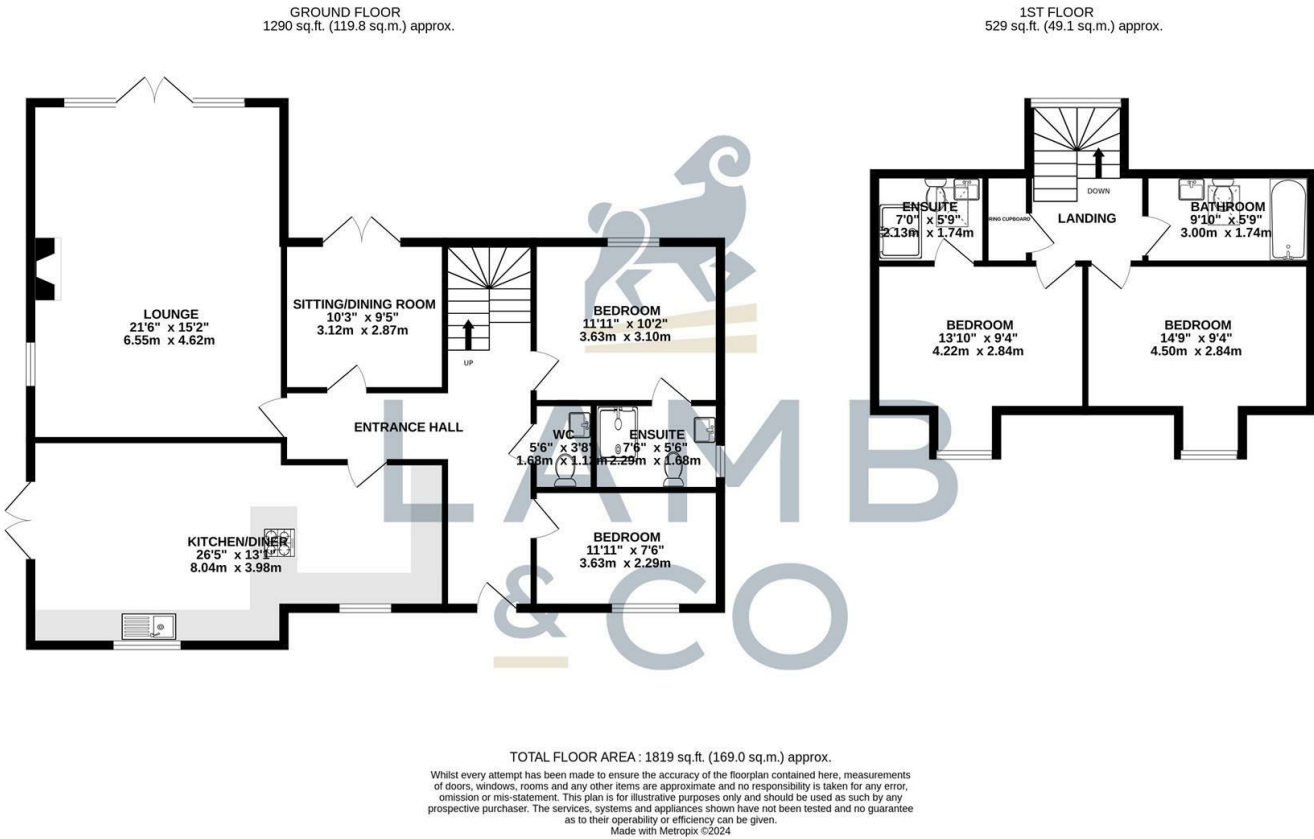 GROUND FLOOR
1290 sq.ft. (119.8 sq.m.) approx.
1ST FLOOR
529 sq.ft. (49.1 sq.m.) approx.
LOUNGE
21'6" x 15'2"
6.55m x 4.62m
SITTING/DINING ROOM
10'3" x 9'5"
3.12m x 2.87m
UP
BEDROOM
11'11" x 10'2"
3.63m x 3.10m
ENTRANCE HALL
WC
5'6" x 3'8"
1.68m x 1.12m
ENSUITE
7'6" x 5'6"
2.29m x 1.68m
KITCHEN/DINER
26'5" x 13'1"
8.04m x 3.98m
BEDROOM
11'11" x 7'6"
3.63m x 2.29m
ENSUITE
7'0" x 5'9"
2.13m x 1.74m
RING CUPBOARD
DOWN
LANDING
BATHROOM
9'10" x 5'9"
3.00m x 1.74m
BEDROOM
13'10" x 9'4"
4.22m x 2.84m
BEDROOM
14'9" x 9'4"
4.50m x 2.84m
LAMB
& CO
TOTAL FLOOR AREA : 1819 sq.ft. (169.0 sq.m.) approx.
Whilst every attempt has been made to ensure the accuracy of the floorplan contained here, measurements
of doors, windows, rooms and any other items are approximate and no responsibility is taken for any error,
omission or mis-statement. This plan is for illustrative purposes only and should be used as such by any
prospective purchaser. The services, systems and appliances shown have not been tested and no guarantee
as to their operability or efficiency can be given.
Made with Metropix ©2024